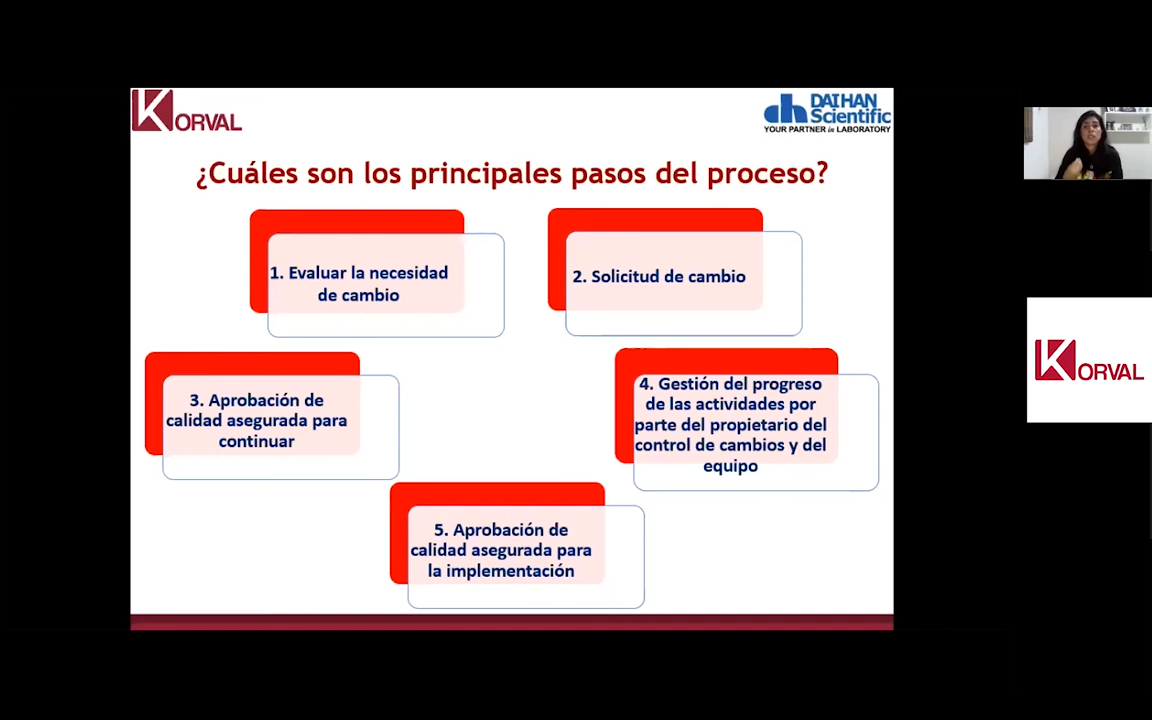 KORVAL
DAIHAN
Scientific
YOUR PARTNER in LABORATORY
¿Cuáles son los principales pasos del proceso?
1. Evaluar la necesidad
de cambio
2. Solicitud de cambio
3. Aprobación de
calidad asegurada para
continuar
4. Gestión del progreso
de las actividades por
parte del propietario del
control de cambios y del
equipo
5. Aprobación de
calidad asegurada para
la implementación
KORVAL